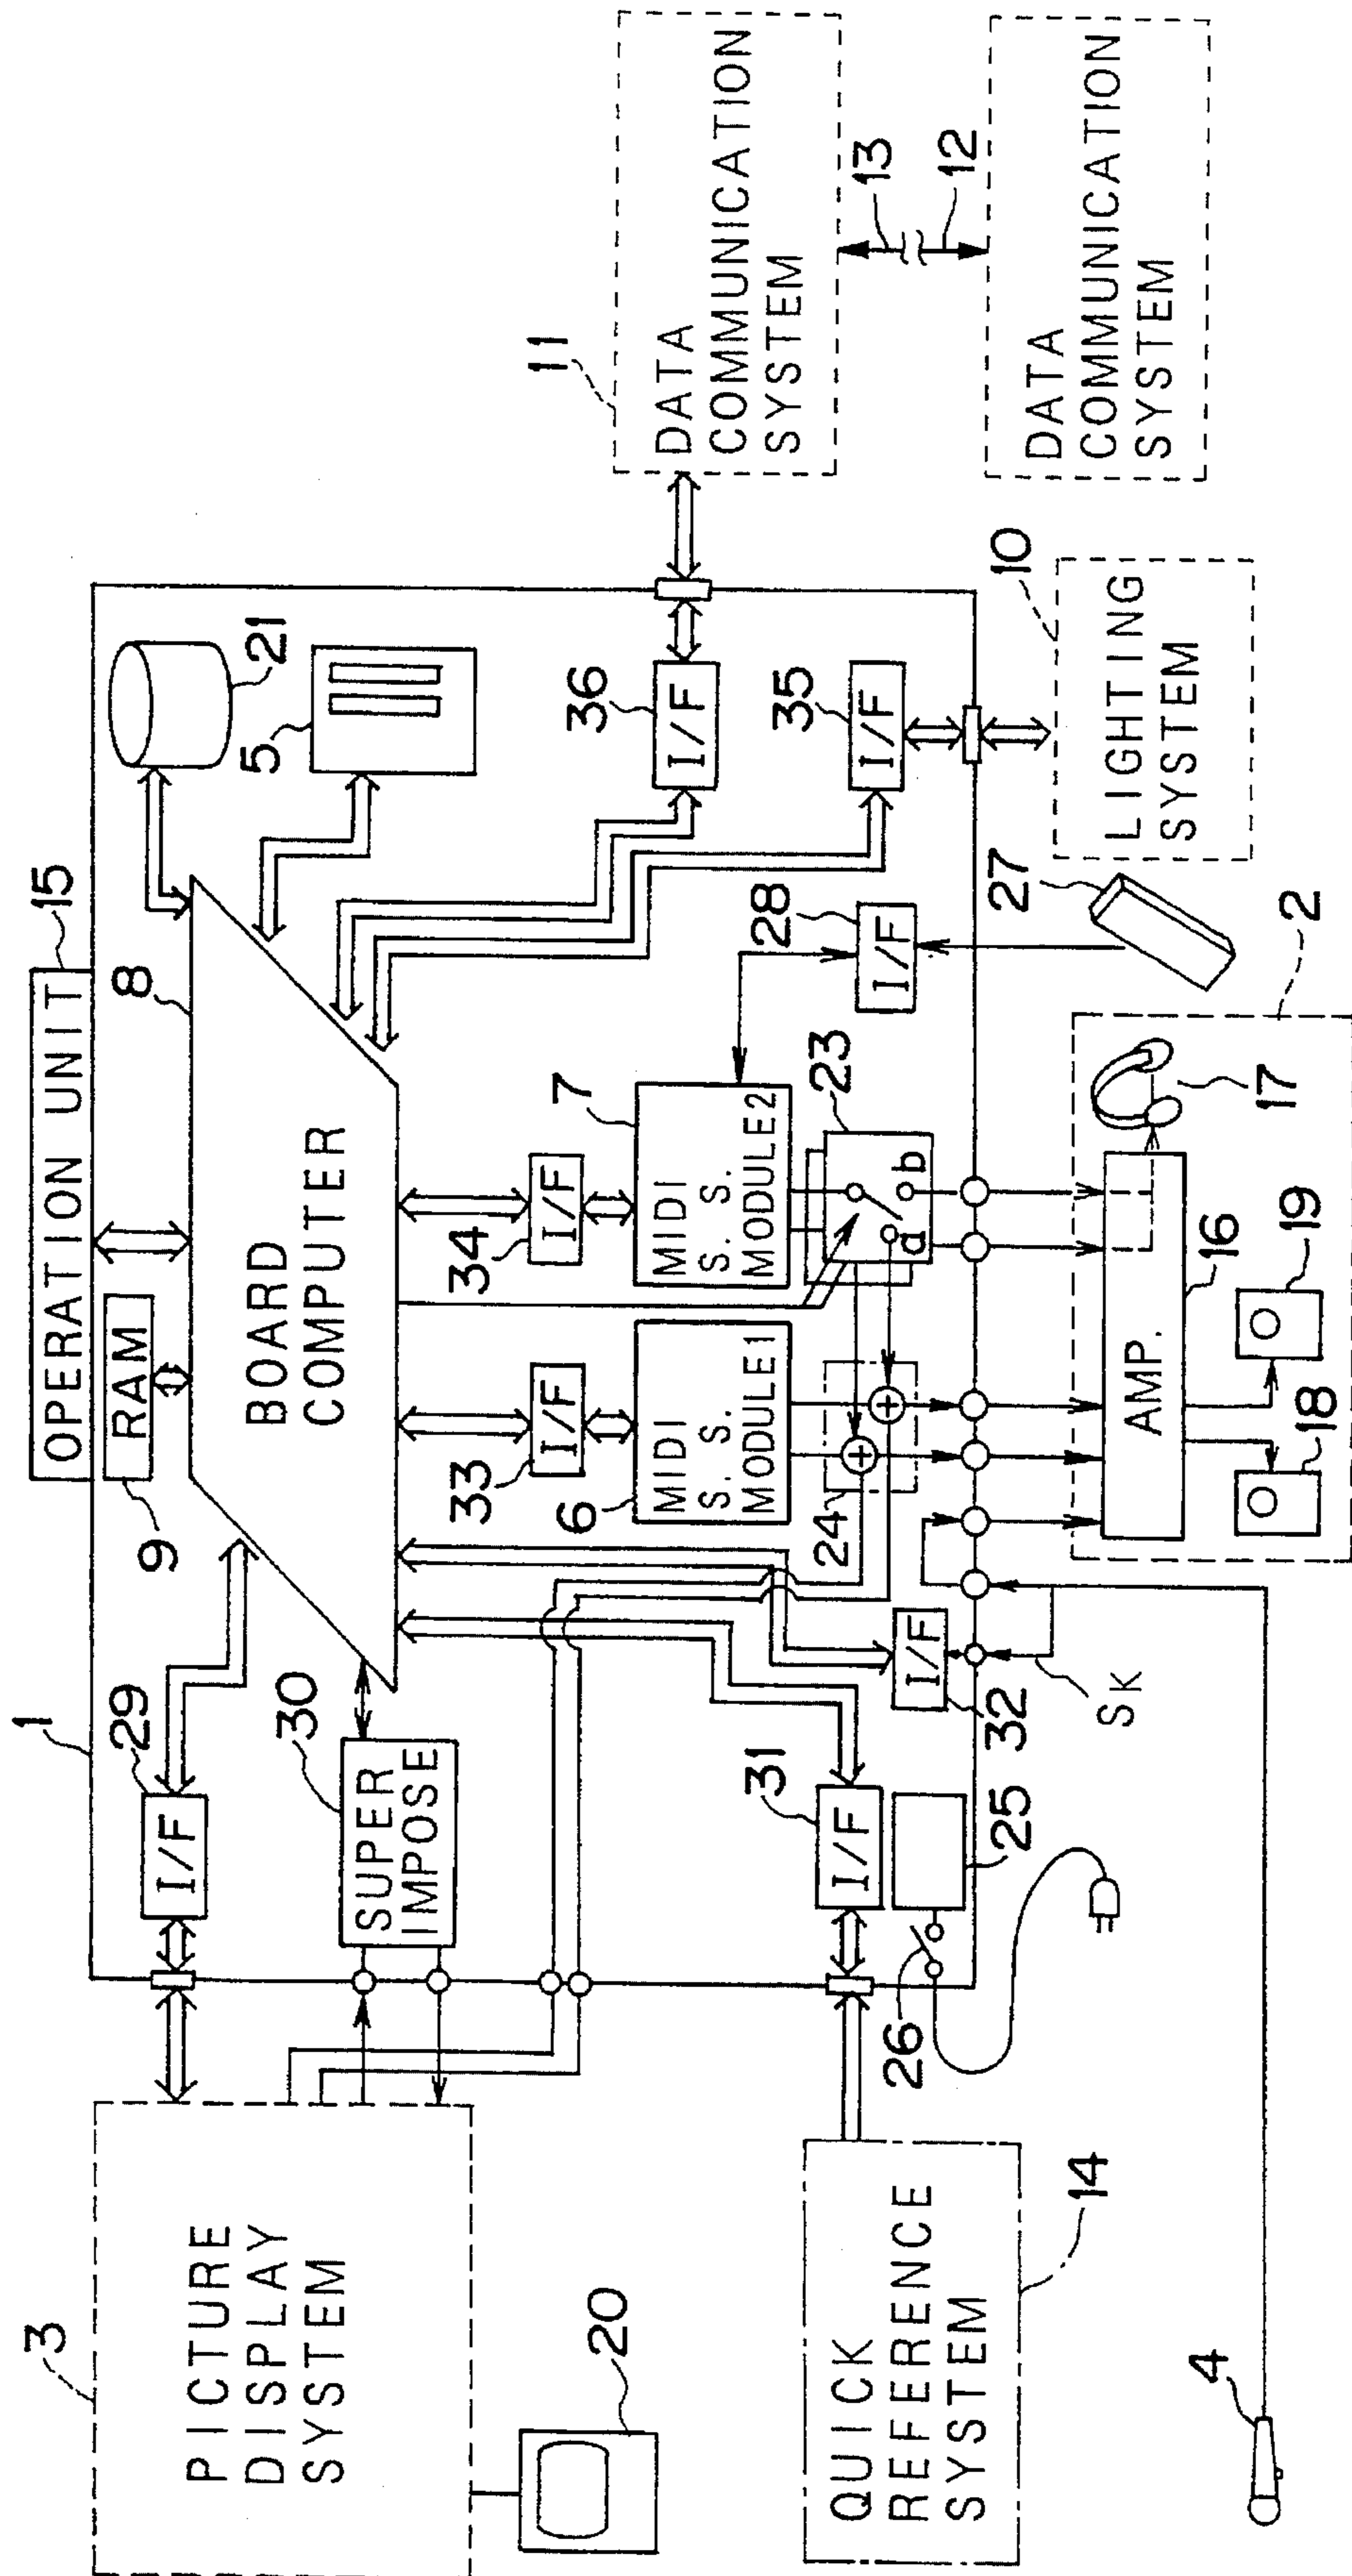 OPERATION UNIT
15
1
RAM
9
8
BOARD
COMPUTER
21
5
3
PICTURE
DISPLAY
SYSTEM
20
29
I/F
30
SUPER
IMPOSE
33
I/F
34
I/F
36
I/F
35
I/F
11
DATA
COMMUNICATION
SYSTEM
13
12
DATA
COMMUNICATION
SYSTEM
6
MIDI
S. S.
MODULE1
7
MIDI
S. S.
MODULE2
28
I/F
23
a
b
24
31
I/F
25
26
32
I/F
SK
10
LIGHTING
SYSTEM
27
2
17
AMP.
16
18
19
QUICK
REFERENCE
SYSTEM
14
4